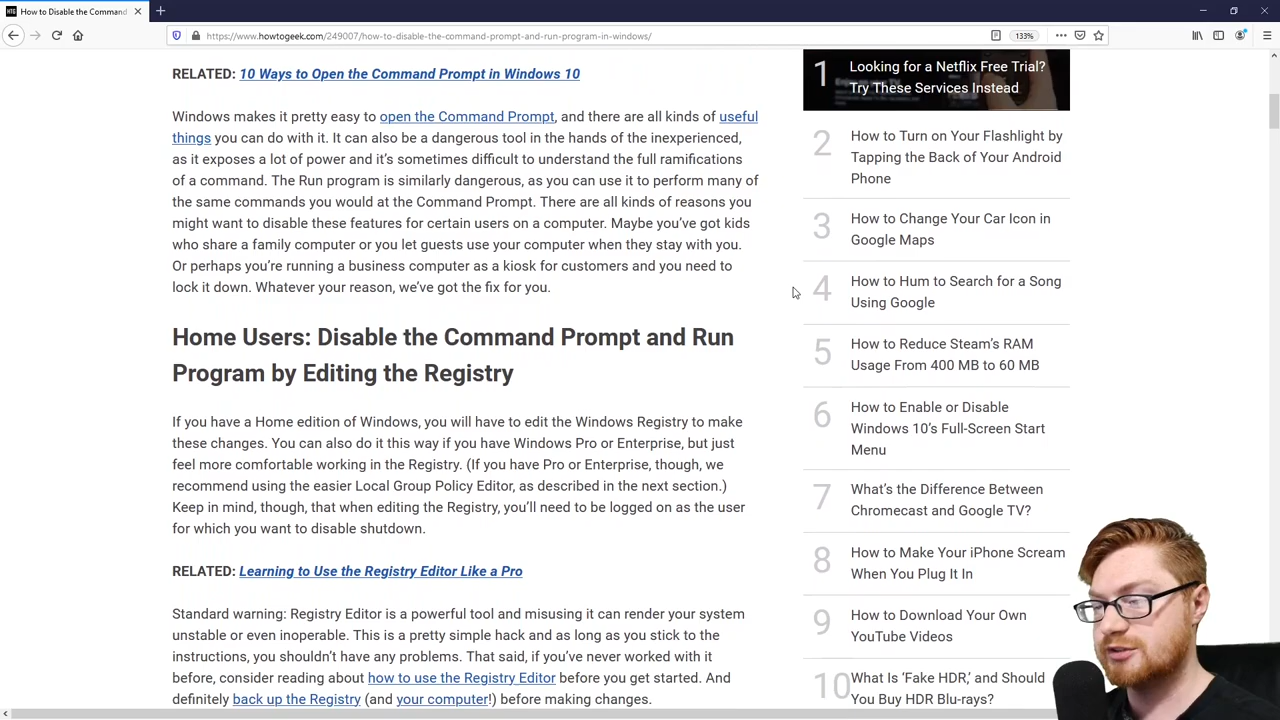 How to Disable the Command
https://www.howtogeek.com/249007/how-to-disable-the-command-prompt-and-run-program-in-windows/
133%
RELATED: 10 Ways to Open the Command Prompt in Windows 10
Windows makes it pretty easy to open the Command Prompt, and there are all kinds of useful
things you can do with it. It can also be a dangerous tool in the hands of the inexperienced,
as it exposes a lot of power and it's sometimes difficult to understand the full ramifications
of a command. The Run program is similarly dangerous, as you can use it to perform many of
the same commands you would at the Command Prompt. There are all kinds of reasons you
might want to disable these features for certain users on a computer. Maybe you've got kids
who share a family computer or you let guests use your computer when they stay with you.
Or perhaps you're running a business computer as a kiosk for customers and you need to
lock it down. Whatever your reason, we've got the fix for you.
Home Users: Disable the Command Prompt and Run
Program by Editing the Registry
If you have a Home edition of Windows, you will have to edit the Windows Registry to make
these changes. You can also do it this way if you have Windows Pro or Enterprise, but just
feel more comfortable working in the Registry. (If you have Pro or Enterprise, though, we
recommend using the easier Local Group Policy Editor, as described in the next section.)
Keep in mind, though, that when editing the Registry, you'll need to be logged on as the user
for which you want to disable shutdown.
RELATED: Learning to Use the Registry Editor Like a Pro
Standard warning: Registry Editor is a powerful tool and misusing it can render your system
unstable or even inoperable. This is a pretty simple hack and as long as you stick to the
instructions, you shouldn't have any problems. That said, if you've never worked with it
before, consider reading about how to use the Registry Editor before you get started. And
definitely back up the Registry (and your computer!) before making changes.
1 Looking for a Netflix Free Trial?
Try These Services Instead
2 How to Turn on Your Flashlight by
Tapping the Back of Your Android
Phone
3 How to Change Your Car Icon in
Google Maps
4 How to Hum to Search for a Song
Using Google
5 How to Reduce Steam's RAM
Usage From 400 MB to 60 MB
6 How to Enable or Disable
Windows 10's Full-Screen Start
Menu
7 What's the Difference Between
Chromecast and Google TV?
8 How to Make Your iPhone Scream
When You Plug It In
9 How to Download Your Own
YouTube Videos
10 What Is 'Fake HDR,' and Should
You Buy HDR Blu-rays?